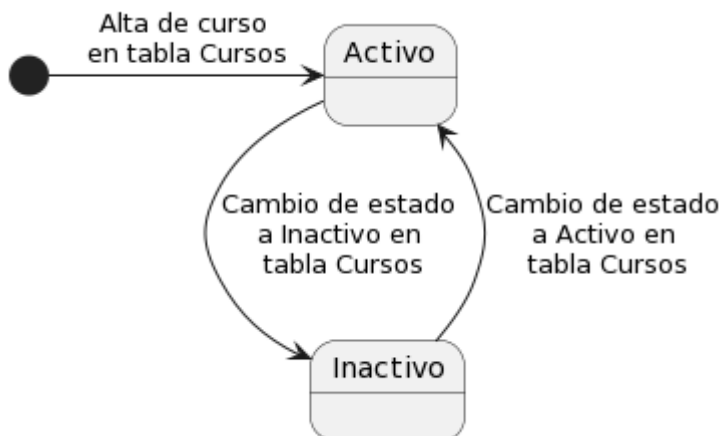 Alta de curso
en tabla Cursos
Activo
Cambio de estado
a Inactivo en
tabla Cursos
Cambio de estado
a Activo en
tabla Cursos
Inactivo